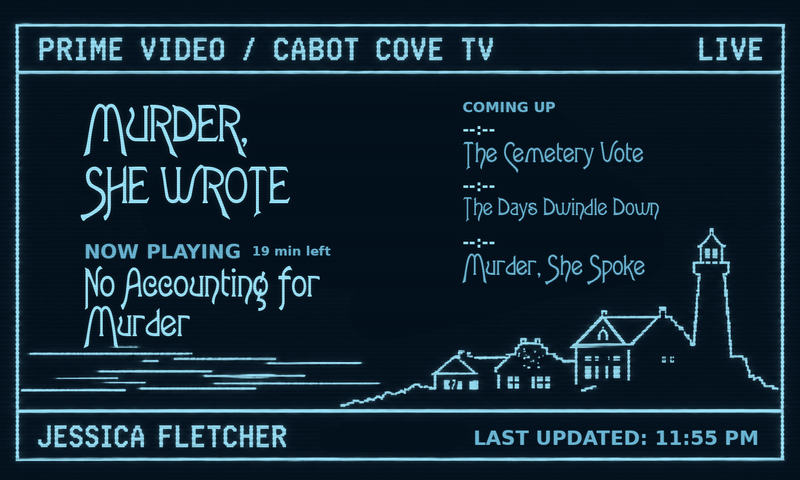 PRIME VIDEO / CABOT COVE TV
LIVE
MURDER,
SHE WROTE
NOW PLAYING 19 min left
No Accounting for
Murder
COMING UP
--:--
The Cemetery Vote
--:--
The Days Dwindle Down
--:--
Murder, She Spoke
JESSICA FLETCHER
LAST UPDATED: 11:55 PM